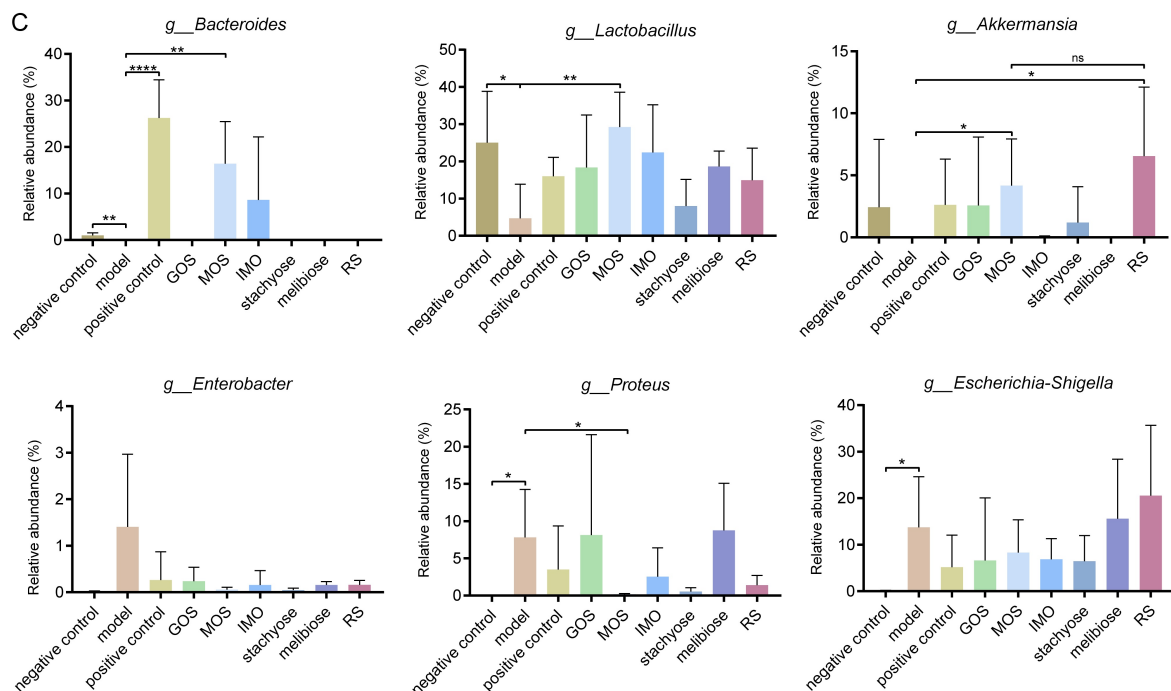 C
g__Bacteroides
Relative abundance (%)
40
30
20
10
0
**
****
**
negative control
model
positive control
GOS
MOS
IMO
stachyose
melibiose
RS
g__Lactobacillus
Relative abundance (%)
50
40
30
20
10
0
*
**
negative control
model
positive control
GOS
MOS
IMO
stachyose
melibiose
RS
g__Akkermansia
Relative abundance (%)
15
10
5
0
ns
*
*
negative control
model
positive control
GOS
MOS
IMO
stachyose
melibiose
RS
g__Enterobacter
Relative abundance (%)
4
3
2
1
0
negative control
model
positive control
GOS
MOS
IMO
stachyose
melibiose
RS
g__Proteus
Relative abundance (%)
25
20
15
10
5
0
*
*
negative control
model
positive control
GOS
MOS
IMO
stachyose
melibiose
RS
g__Escherichia-Shigella
Relative abundance (%)
40
30
20
10
0
*
negative control
model
positive control
GOS
MOS
IMO
stachyose
melibiose
RS